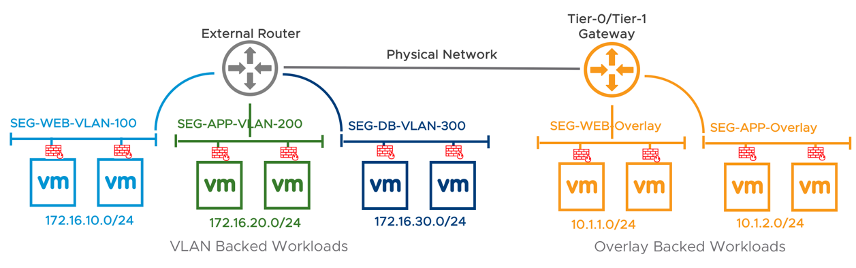 External Router
Tier-0/Tier-1
Gateway
Physical Network
SEG-WEB-VLAN-100
SEG-APP-VLAN-200
SEG-DB-VLAN-300
SEG-WEB-Overlay
SEG-APP-Overlay
vm vm vm vm vm vm vm vm vm vm
172.16.10.0/24
172.16.20.0/24
172.16.30.0/24
10.1.1.0/24
10.1.2.0/24
VLAN Backed Workloads
Overlay Backed Workloads